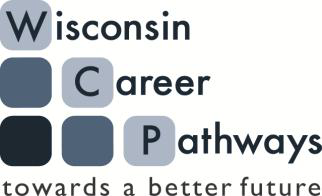 Wisconsin
Career
Pathways
towards a better future